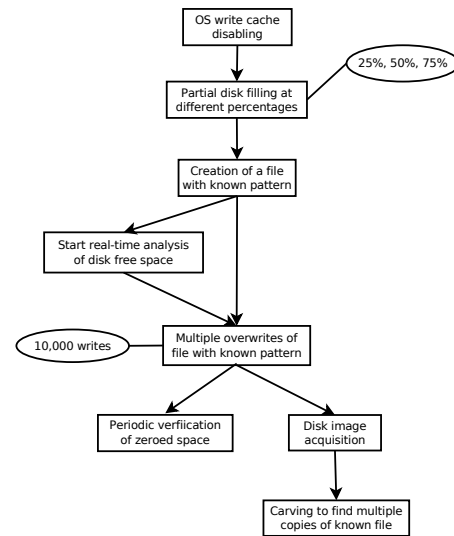 OS write cache
disabling
25%, 50%, 75%
Partial disk filling at
different percentages
Creation of a file
with known pattern
Start real-time analysis
of disk free space
10,000 writes
Multiple overwrites of
file with known pattern
Periodic verfiication
of zeroed space
Disk image
acquisition
Carving to find multiple
copies of known file